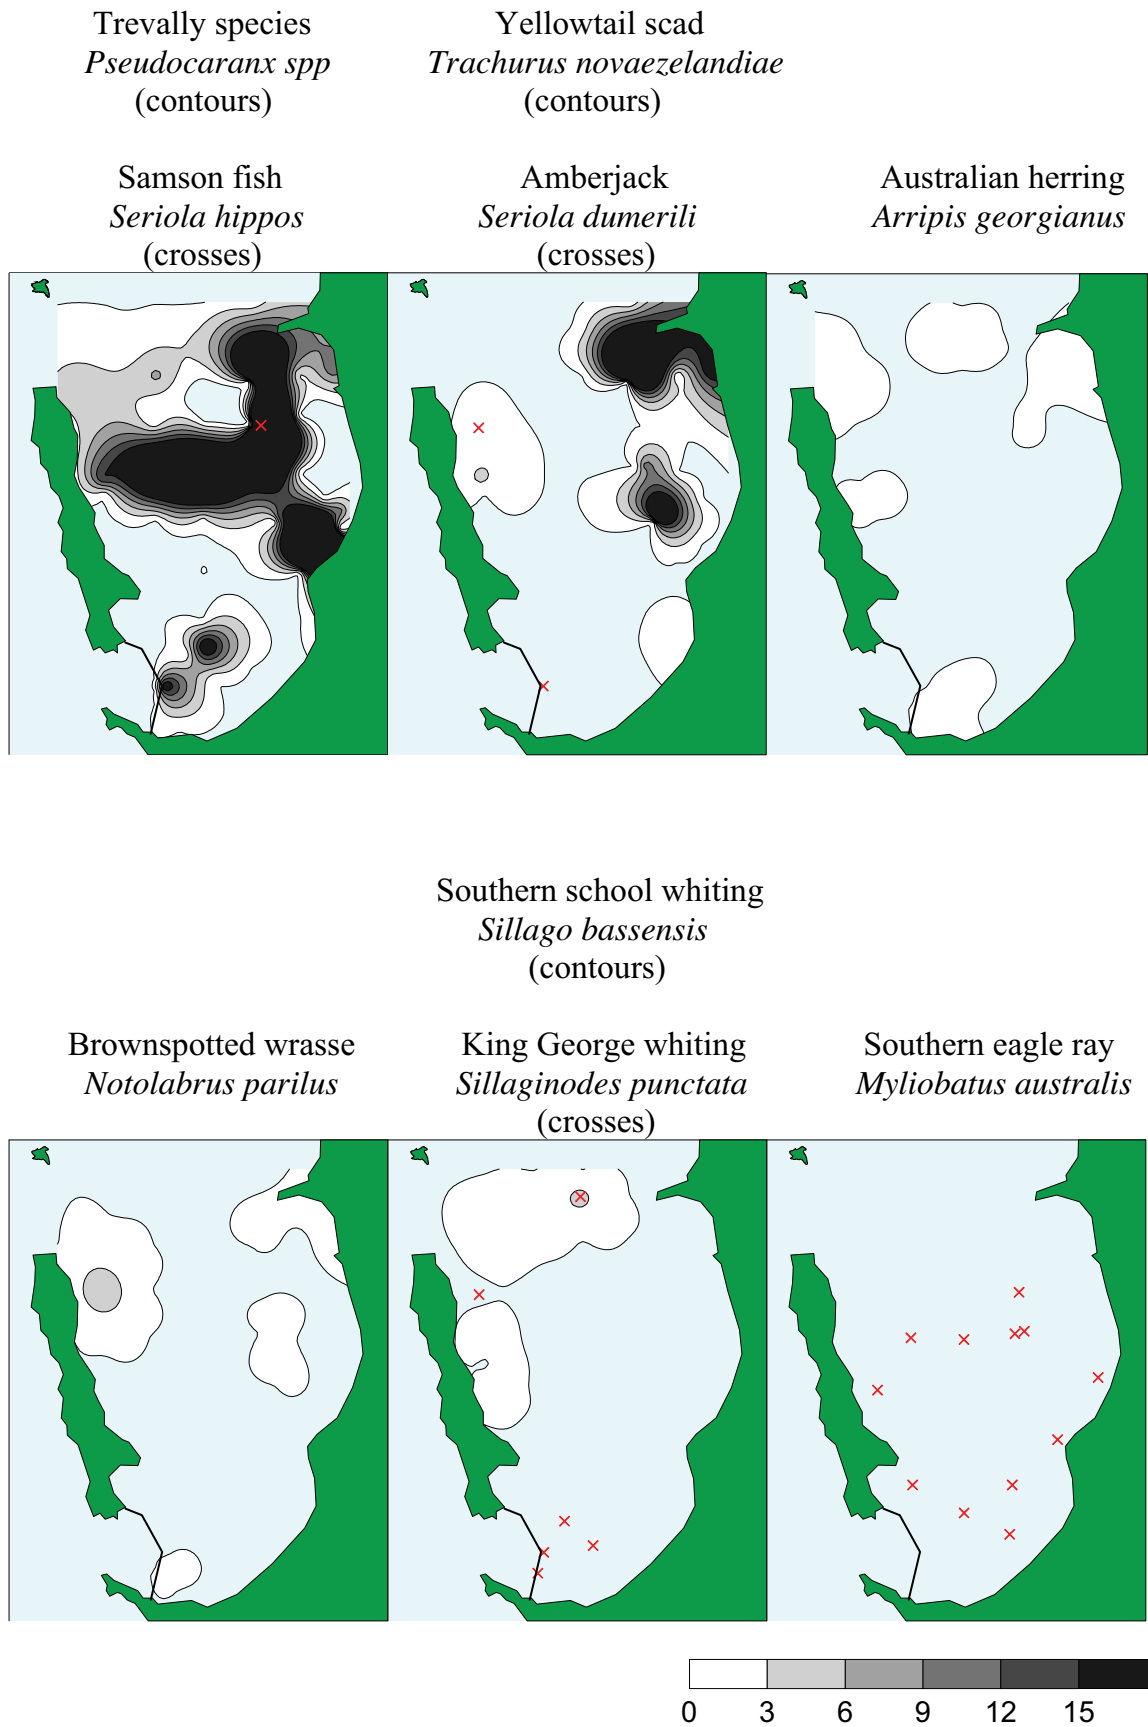 Trevally species
Pseudocaranx spp
(contours)
Samson fish
Seriola hippos
(crosses)
Yellowtail scad
Trachurus novaezelandiae
(contours)
Amberjack
Seriola dumerili
(crosses)
Australian herring
Arripis georgianus
Brownspotted wrasse
Notolabrus parilus
Southern school whiting
Sillago bassensis
(contours)
King George whiting
Sillaginodes punctata
(crosses)
Southern eagle ray
Myliobatus australis
0 3 6 9 12 15